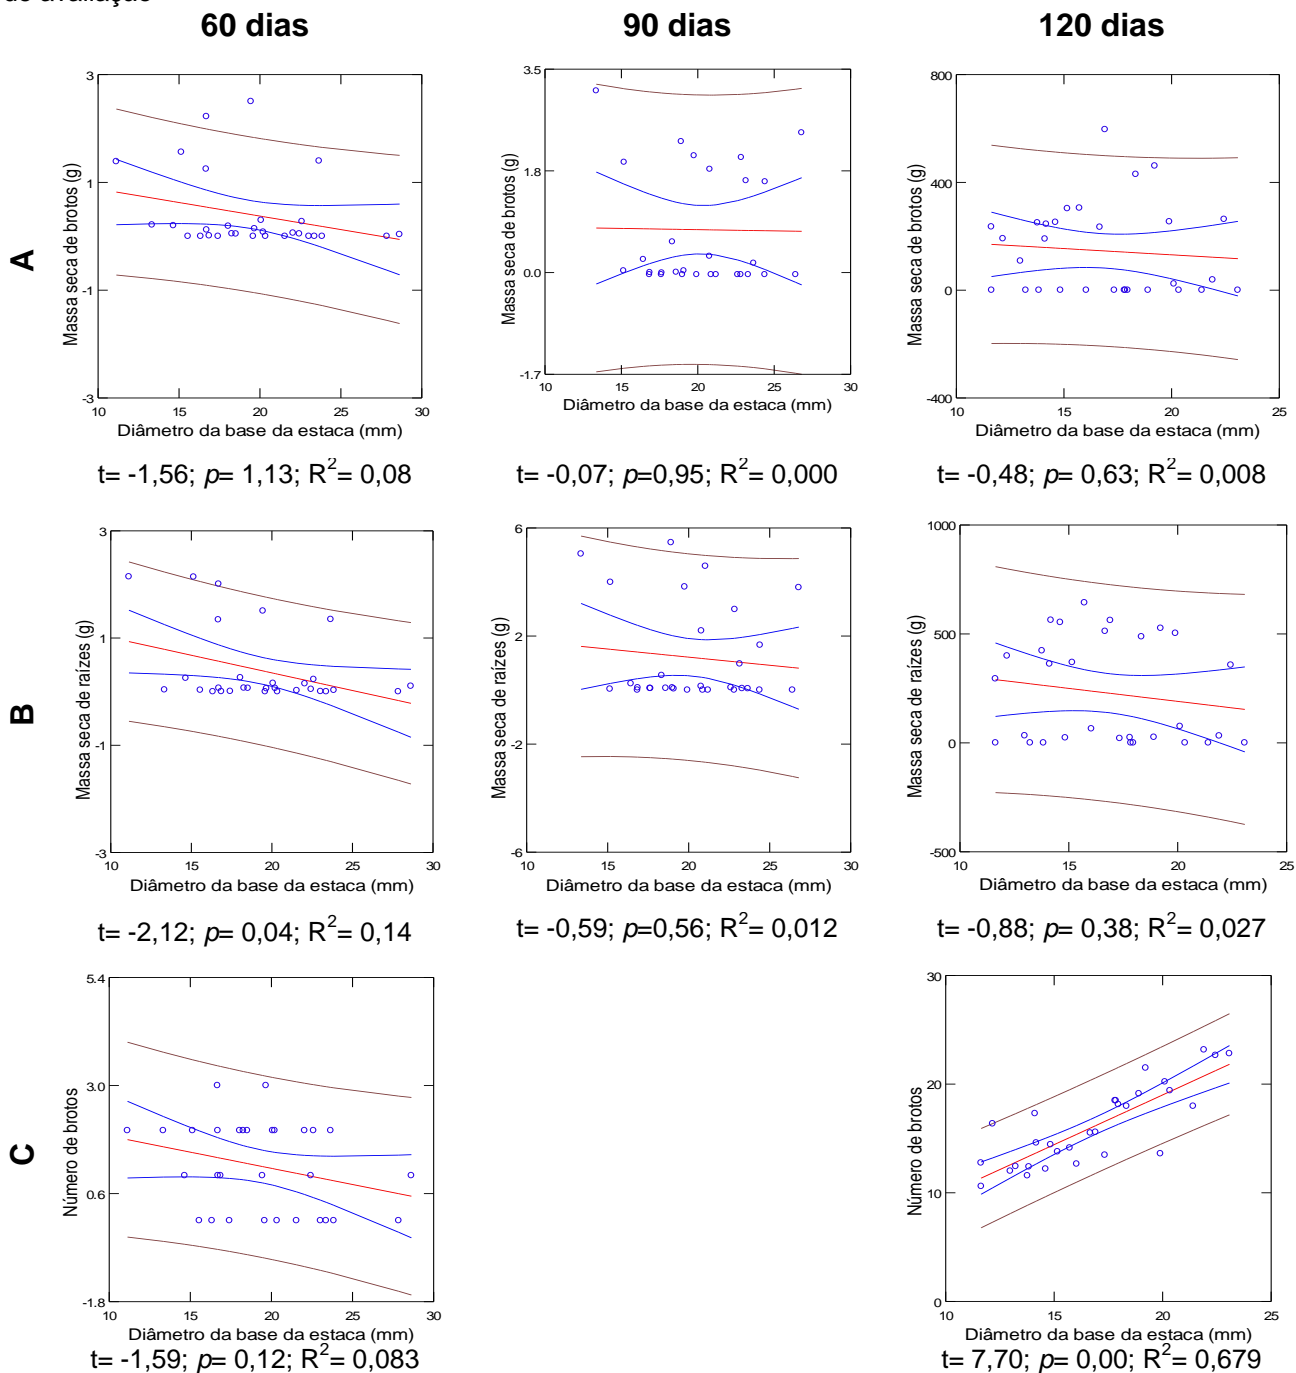 de avaliação
60 dias 90 dias 120 dias
A
Massa seca de brotos (g)
3
1
-1
-3
10 15 20 25 30
Diâmetro da base da estaca (mm)
t= -1,56; p= 1,13; R²= 0,08
Massa seca de brotos (g)
3.5
1.8
0.0
-1.7
10 15 20 25 30
Diâmetro da base da estaca (mm)
t= -0,07; p=0,95; R²= 0,000
Massa seca de brotos (g)
800
400
0
-400
10 15 20 25
Diâmetro da base da estaca (mm)
t= -0,48; p= 0,63; R²= 0,008
B
Massa seca de raízes (g)
3
1
-1
-3
10 15 20 25 30
Diâmetro da base da estaca (mm)
t= -2,12; p= 0,04; R²= 0,14
Massa seca de raízes (g)
6
2
-2
-6
10 15 20 25 30
Diâmetro da base da estaca (mm)
t= -0,59; p=0,56; R²= 0,012
Massa seca de raízes (g)
1000
500
0
-500
10 15 20 25
Diâmetro da base da estaca (mm)
t= -0,88; p= 0,38; R²= 0,027
C
Número de brotos
5.4
3.0
0.6
-1.8
10 15 20 25 30
Diâmetro da base da estaca (mm)
t= -1,59; p= 0,12; R²= 0,083
Número de brotos
30
20
10
0
10 15 20 25
Diâmetro da base da estaca (mm)
t= 7,70; p= 0,00; R²= 0,679